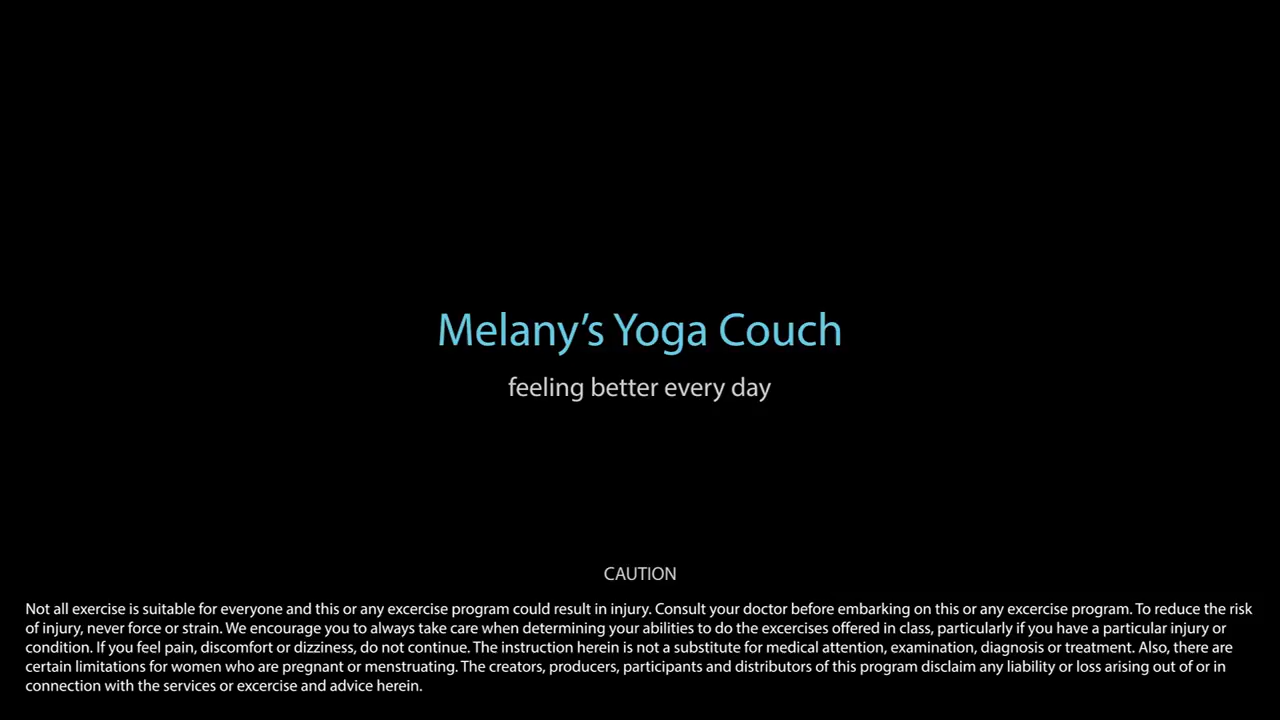 Melany’s Yoga Couch
feeling better every day
CAUTION
Not all exercise is suitable for everyone and this or any excercise program could result in injury. Consult your doctor before embarking on this or any excercise program. To reduce the risk
of injury, never force or strain. We encourage you to always take care when determining your abilities to do the excercises offered in class, particularly if you have a particular injury or
condition. If you feel pain, discomfort or dizziness, do not continue. The instruction herein is not a substitute for medical attention, examination, diagnosis or treatment. Also, there are
certain limitations for women who are pregnant or menstruating. The creators, producers, participants and distributors of this program disclaim any liability or loss arising out of or in
connection with the services or excercise and advice herein.